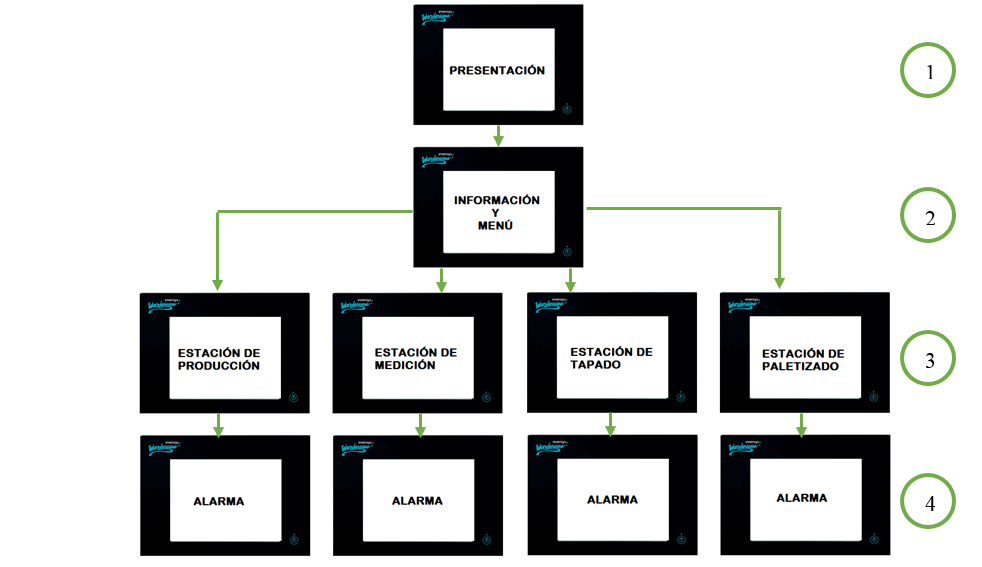 PRESENTACIÓN
1
INFORMACIÓN
Y
MENÚ
2
ESTACIÓN DE
PRODUCCIÓN
ESTACIÓN DE
MEDICIÓN
ESTACIÓN DE
TAPADO
ESTACIÓN DE
PALETIZADO
3
ALARMA
ALARMA
ALARMA
ALARMA
4